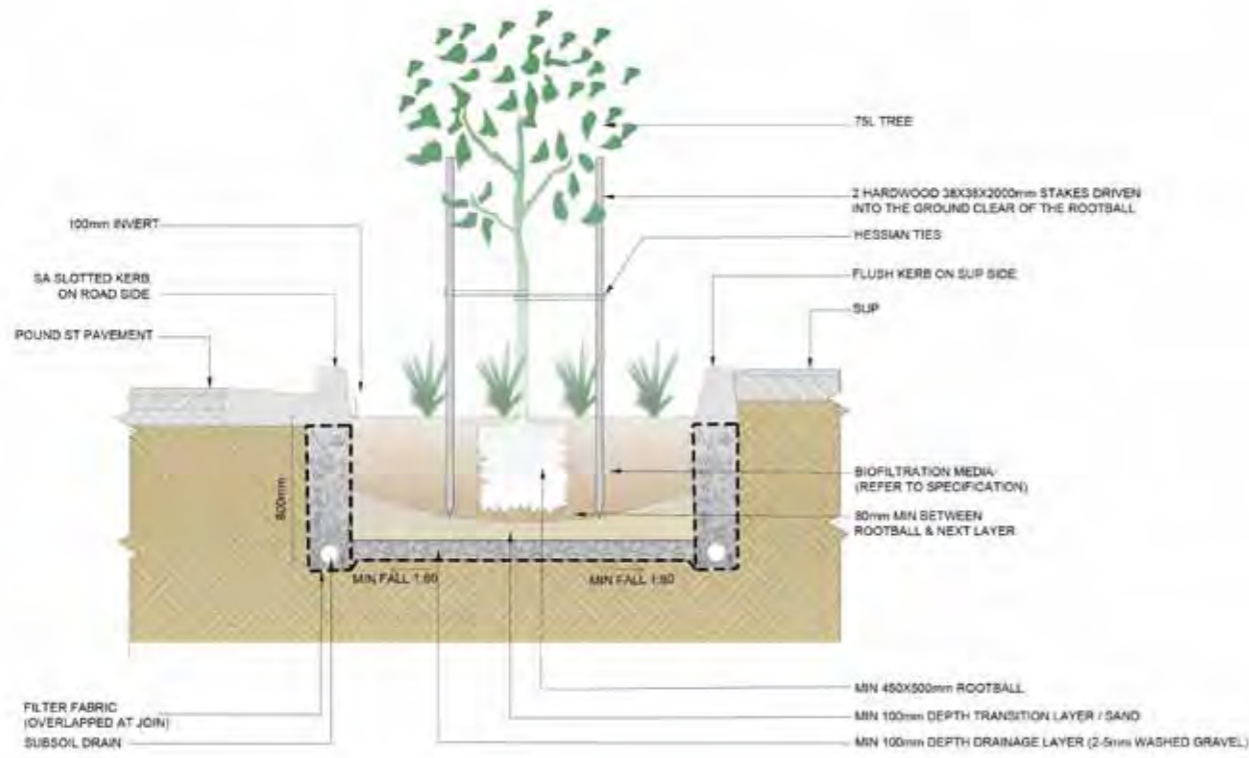 75L TREE
2 HARDWOOD 38X38X2000mm STAKES DRIVEN
INTO THE GROUND CLEAR OF THE ROOTBALL
HESSIAN TIES
FLUSH KERB ON SUP SIDE
SUP
100mm INVERT
SA SLOTTED KERB
ON ROAD SIDE
POUND ST PAVEMENT
BIOFILTRATION MEDIA
(REFER TO SPECIFICATION)
80mm MIN BETWEEN
ROOTBALL & NEXT LAYER
800mm
MIN FALL 1:60
MIN FALL 1:60
MIN 450X500mm ROOTBALL
MIN 100mm DEPTH TRANSITION LAYER / SAND
MIN 100mm DEPTH DRAINAGE LAYER (2-5mm WASHED GRAVEL)
FILTER FABRIC
(OVERLAPPED AT JOIN)
SUBSOIL DRAIN